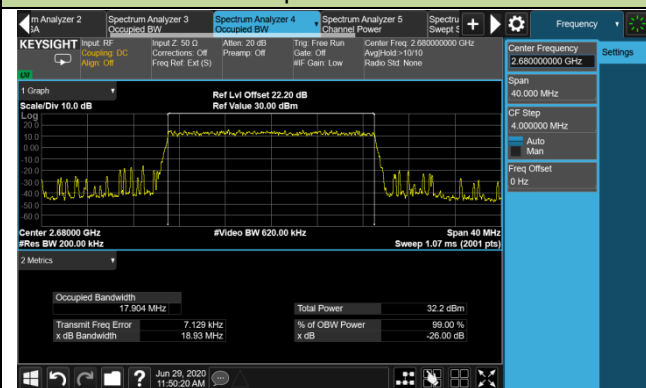 m Analyzer 2
Spectrum Analyzer 3
Occupied BW
Spectrum Analyzer 4
Occupied BW
Spectrum Analyzer 5
Channel Power
Spectru
Swept S
Frequency
KEYSIGHT
Input: RF
Coupling: DC
Align: Off
Input Z: 50 Ω
Corrections: Off
Freq Ref: Ext (S)
Atten: 20 dB
Preamp: Off
Trig: Free Run
Gate: Off
#IF Gain: Low
Center Freq: 2.680000000 GHz
Avg|Hold:>10/10
Radio Std: None
Center Frequency
2.680000000 GHz
Settings
Span
40.000 MHz
CF Step
4.000000 MHz
Auto
Man
Freq Offset
0 Hz
1 Graph
Scale/Div 10.0 dB
Ref Lvl Offset 22.20 dB
Ref Value 30.00 dBm
Log
20.0
10.0
0.00
-10.0
-20.0
-30.0
-40.0
-50.0
-60.0
Center 2.68000 GHz
#Video BW 620.00 kHz
Span 40 MHz
#Res BW 200.00 kHz
Sweep 1.07 ms (2001 pts)
2 Metrics
Occupied Bandwidth
17.904 MHz
Total Power 32.2 dBm
Transmit Freq Error 7.129 kHz
% of OBW Power 99.00 %
x dB Bandwidth 18.93 MHz
x dB -26.00 dB
Jun 29, 2020
11:50:20 AM